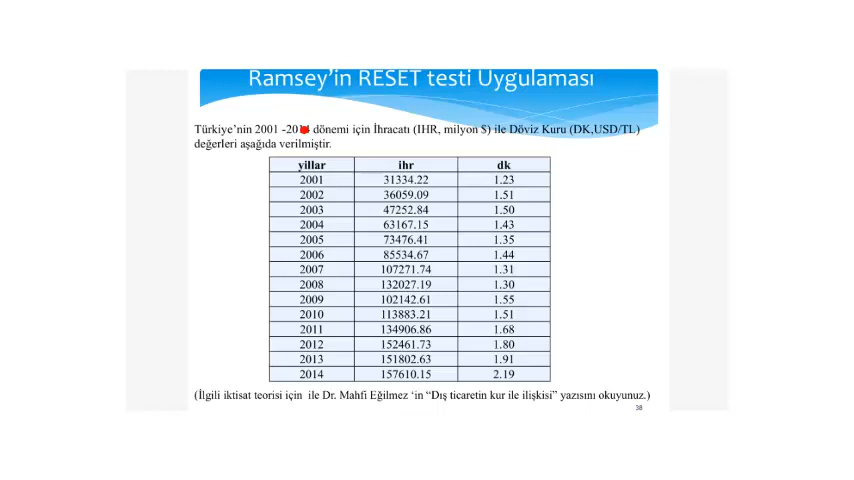 Ramsey'in RESET testi Uygulaması
Türkiye'nin 2001 -2014 dönemi için İhracatı (IHR, milyon $) ile Döviz Kuru (DK,USD/TL)
değerleri aşağıda verilmiştir.
yillar ihr dk
2001 31334.22 1.23
2002 36059.09 1.51
2003 47252.84 1.50
2004 63167.15 1.43
2005 73476.41 1.35
2006 85534.67 1.44
2007 107271.74 1.31
2008 132027.19 1.30
2009 102142.61 1.55
2010 113883.21 1.51
2011 134906.86 1.68
2012 152461.73 1.80
2013 151802.63 1.91
2014 157610.15 2.19
(İlgili iktisat teorisi için ile Dr. Mahfi Eğilmez 'in “Dış ticaretin kur ile ilişkisi” yazısını okuyunuz.)
38